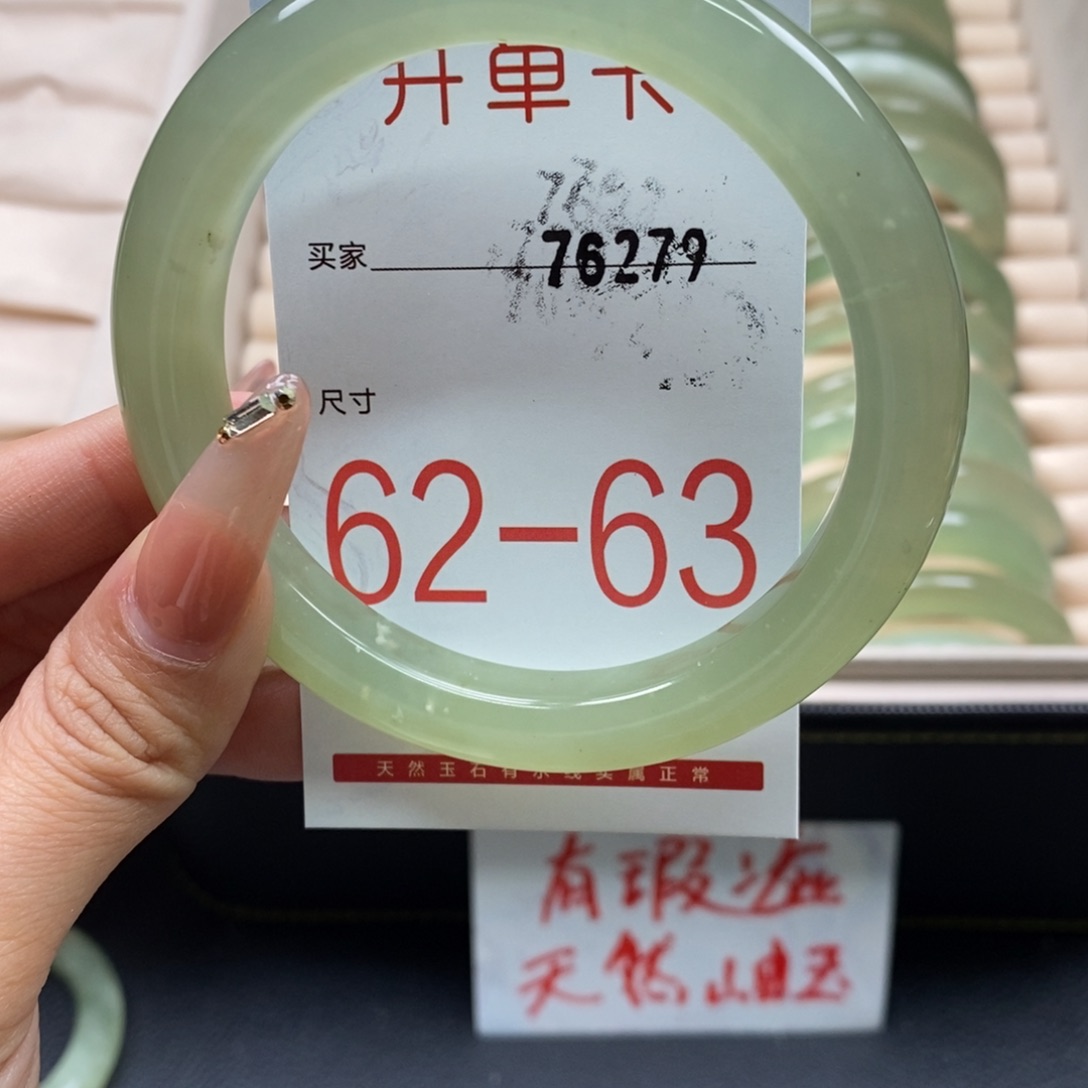 开单卡
买家 76279
尺寸
62-63
天然玉石有水线实属正常
有瑕疵
天然岫玉